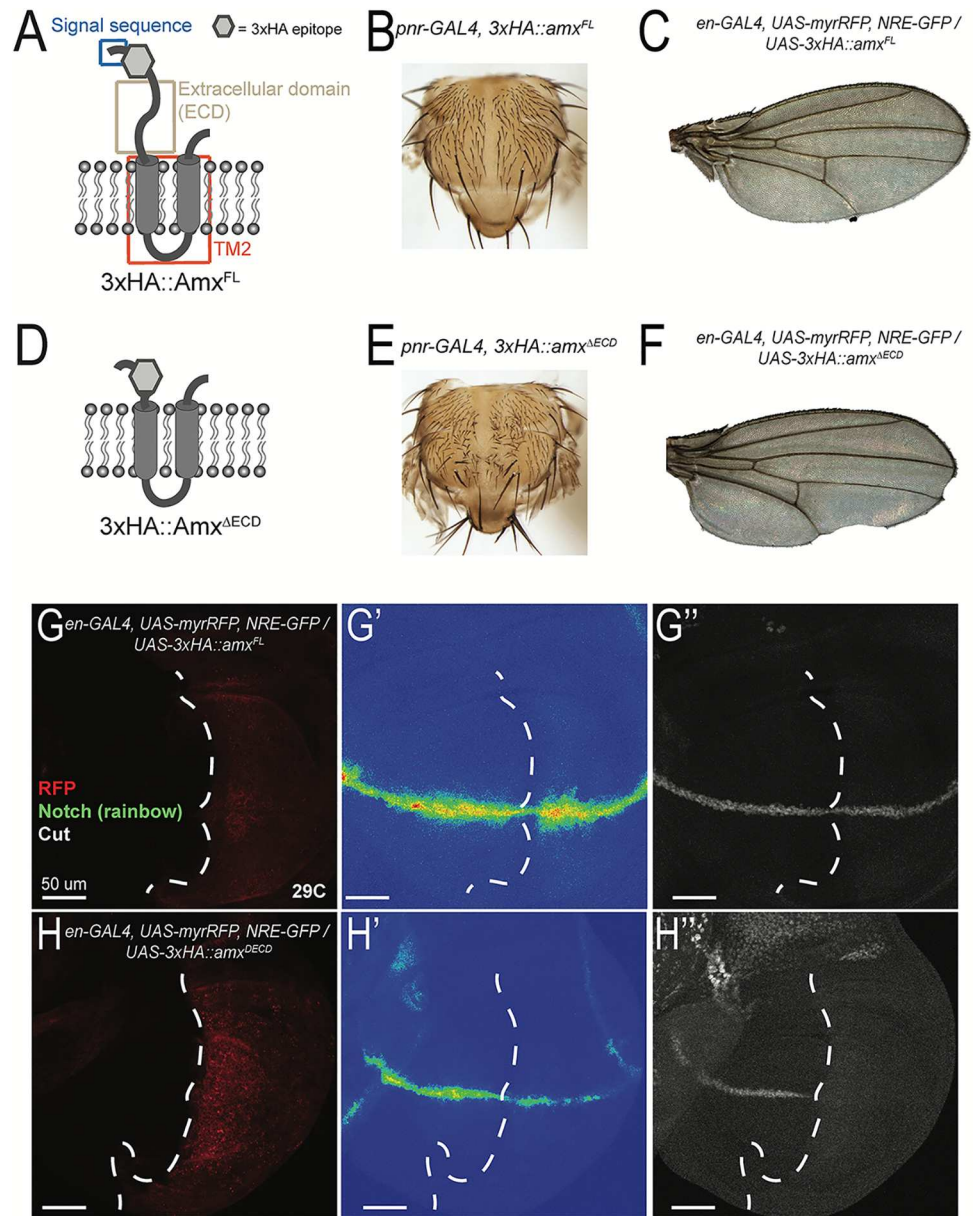 A
Signal sequence
= 3xHA epitope
Extracellular domain
(ECD)
TM2
3xHA::Amx^FL
B
pnr-GAL4, 3xHA::amx^FL
C
en-GAL4, UAS-myrRFP, NRE-GFP /
UAS-3xHA::amx^FL
D
3xHA::Amx^ΔECD
E
pnr-GAL4, 3xHA::amx^ΔECD
F
en-GAL4, UAS-myrRFP, NRE-GFP /
UAS-3xHA::amx^ΔECD
G
en-GAL4, UAS-myrRFP, NRE-GFP /
UAS-3xHA::amx^FL
RFP
Notch (rainbow)
Cut
50 um
29C
G'
G''
H
en-GAL4, UAS-myrRFP, NRE-GFP /
UAS-3xHA::amx^DECD
H'
H''